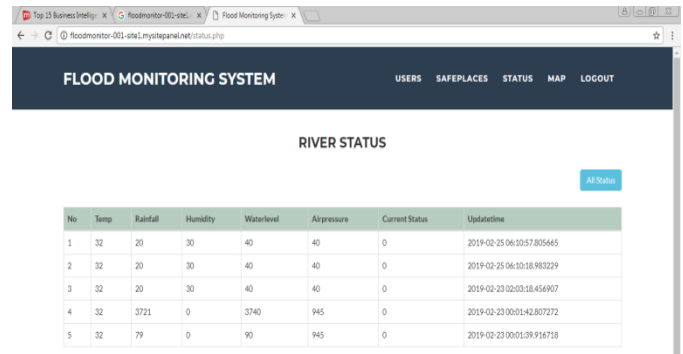 Top 15 Business Intellige floodmonitor-001-site1. Flood Monitoring System
floodmonitor-001-site1.mysitepanel.net/status.php
FLOOD MONITORING SYSTEM USERS SAFEPLACES STATUS MAP LOGOUT
RIVER STATUS
All Status
No Temp Rainfall Humidity Waterlevel Airpressure Current Status Updatetime
1 32 20 30 40 40 0 2019-02-25 06:10:57.805665
2 32 20 30 40 40 0 2019-02-25 06:10:18.983229
3 32 20 30 40 40 0 2019-02-23 02:03:18.456907
4 32 3721 0 3740 945 0 2019-02-23 00:01:42.807272
5 32 79 0 90 945 0 2019-02-23 00:01:39.916718